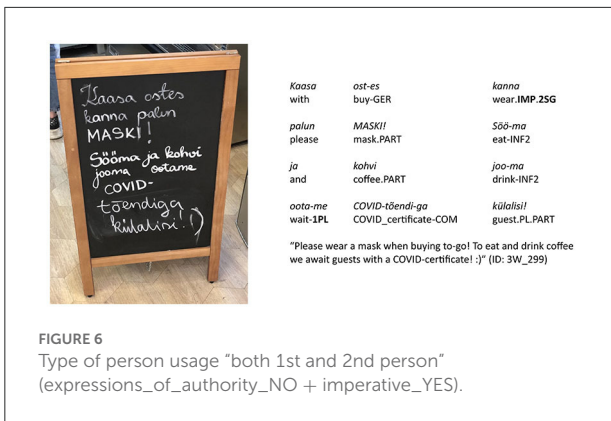 Kaasa ostes
kanna palun
MASKI!
Sööma ja kohvi
jooma ootame
COVID-
tõendiga
külalisi! :)
Kaasa ost-es kanna
with buy-GER wear.IMP.2SG
palun MASKI! Söö-ma
please mask.PART eat-INF2
ja kohvi joo-ma
and coffee.PART drink-INF2
oota-me COVID-tõendi-ga külalisi!
wait-1PL COVID_certificate-COM guest.PL.PART
"Please wear a mask when buying to-go! To eat and drink coffee
we await guests with a COVID-certificate! :)" (ID: 3W_299)
FIGURE 6
Type of person usage "both 1st and 2nd person"
(expressions_of_authority_NO + imperative_YES).